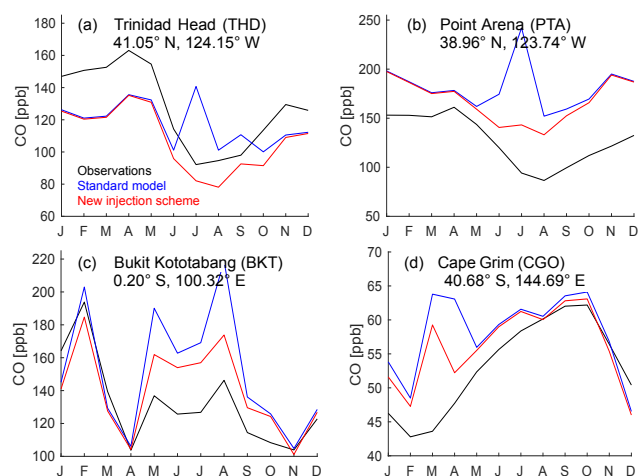 (a) Trinidad Head (THD)
41.05° N, 124.15° W
CO [ppb]
180
160
140
120
100
80
60
Observations
Standard model
New injection scheme
J F M A M J J A S O N D
(b) Point Arena (PTA)
38.96° N, 123.74° W
CO [ppb]
250
200
150
100
50
J F M A M J J A S O N D
(c) Bukit Kototabang (BKT)
0.20° S, 100.32° E
CO [ppb]
220
200
180
160
140
120
100
J F M A M J J A S O N D
(d) Cape Grim (CGO)
40.68° S, 144.69° E
CO [ppb]
70
65
60
55
50
45
40
J F M A M J J A S O N D